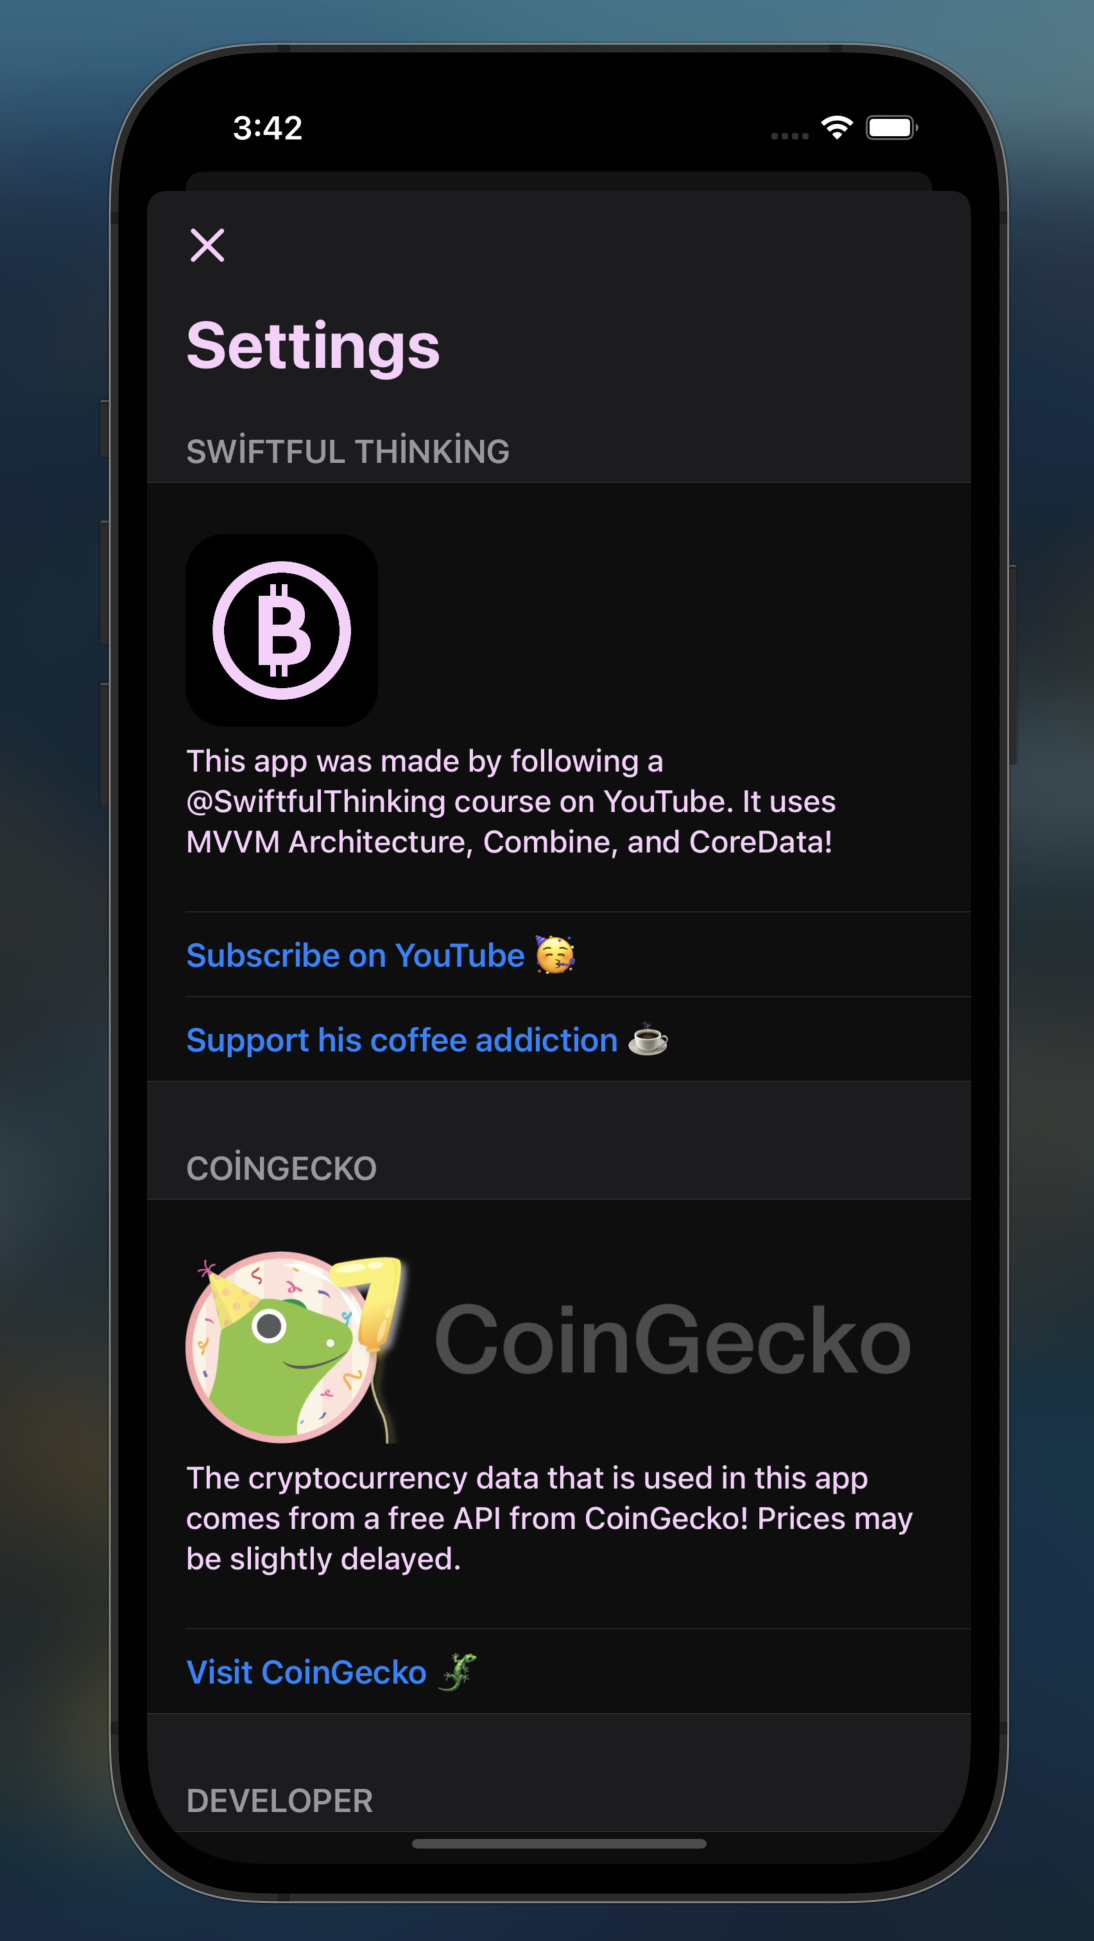 3:42
Settings
SWİFTFUL THİNKİNG
This app was made by following a
@SwiftfulThinking course on YouTube. It uses
MVVM Architecture, Combine, and CoreData!
Subscribe on YouTube 🥳
Support his coffee addiction ☕
COİNGECKO
7
CoinGecko
The cryptocurrency data that is used in this app
comes from a free API from CoinGecko! Prices may
be slightly delayed.
Visit CoinGecko 🦎
DEVELOPER